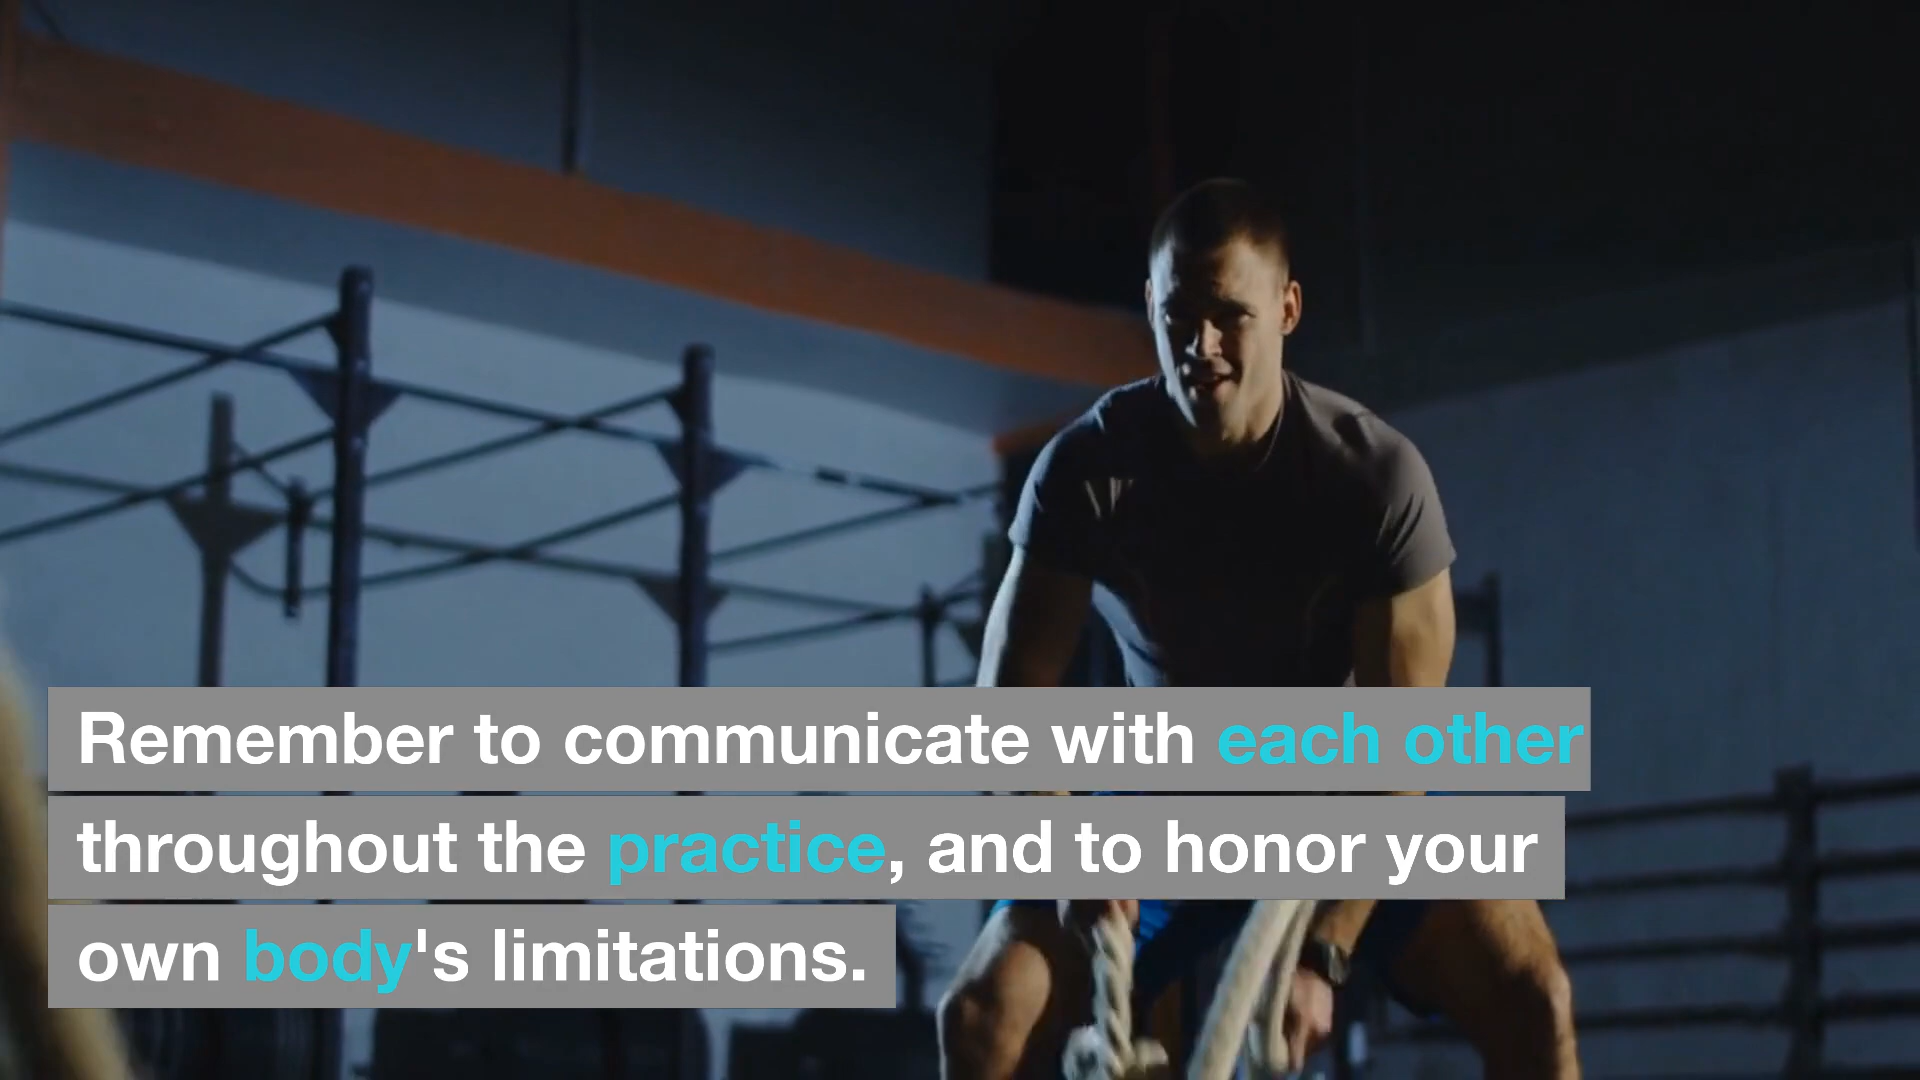 Remember to communicate with each other
throughout the practice, and to honor your
own body's limitations.